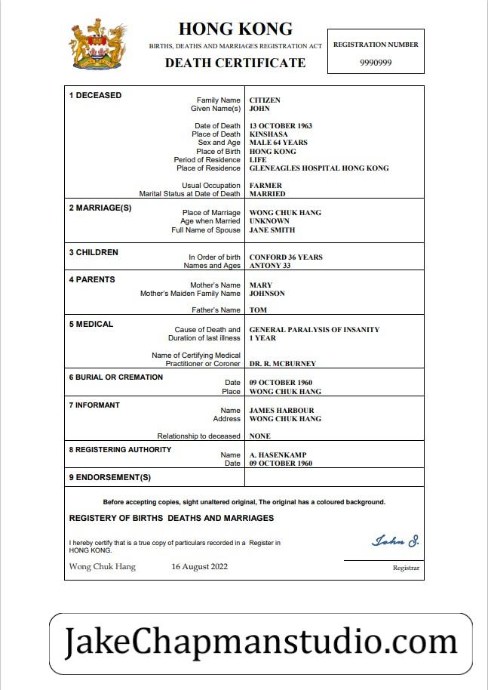 HONG KONG
BIRTHS, DEATHS AND MARRIAGES REGISTRATION ACT
DEATH CERTIFICATE
REGISTRATION NUMBER
9990999
1 DECEASED
Family Name CITIZEN
Given Name(s) JOHN
Date of Death 13 OCTOBER 1963
Place of Death KINSHASA
Sex and Age MALE 64 YEARS
Place of Birth HONG KONG
Period of Residence LIFE
Place of Residence GLENEAGLES HOSPITAL HONG KONG
Usual Occupation FARMER
Marital Status at Date of Death MARRIED
2 MARRIAGE(S)
Place of Marriage WONG CHUK HANG
Age when Married UNKNOWN
Full Name of Spouse JANE SMITH
3 CHILDREN
In Order of birth CONFORD 36 YEARS
Names and Ages ANTONY 33
4 PARENTS
Mother's Name MARY
Mother's Maiden Family Name JOHNSON
Father's Name TOM
5 MEDICAL
Cause of Death and GENERAL PARALYSIS OF INSANITY
Duration of last illness 1 YEAR
Name of Certifying Medical
Practitioner or Coroner DR. R. MCBURNEY
6 BURIAL OR CREMATION
Date 09 OCTOBER 1960
Place WONG CHUK HANG
7 INFORMANT
Name JAMES HARBOUR
Address WONG CHUK HANG
Relationship to deceased NONE
8 REGISTERING AUTHORITY
Name A. HASENKAMP
Date 09 OCTOBER 1960
9 ENDORSEMENT(S)
Before accepting copies, sight unaltered original, The original has a coloured background.
REGISTERY OF BIRTHS DEATHS AND MARRIAGES
I hereby certify that is a true copy of particulars recorded in a Register in
HONG KONG.
John S.
Wong Chuk Hang 16 August 2022
Registrar
JakeChapmanstudio.com